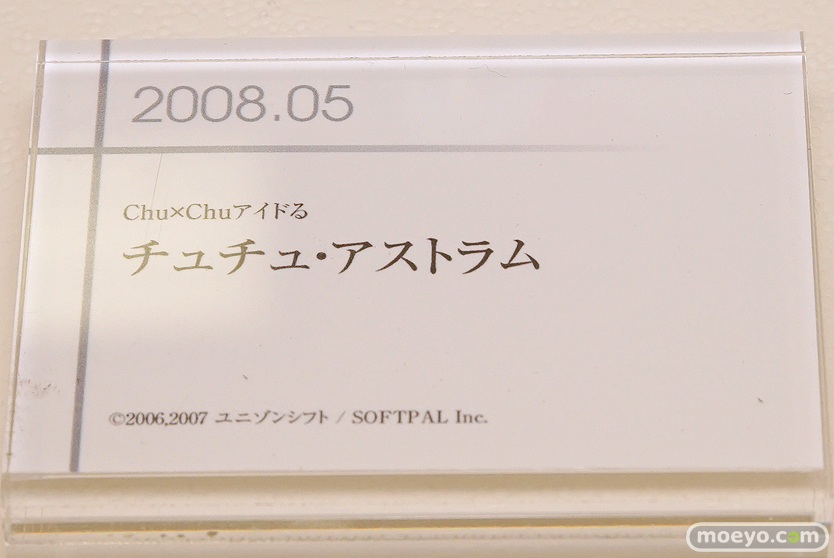 2008.05
Chu×Chuアイドる
チュチュ・アストラム
©2006,2007 ユニゾンシフト / SOFTPAL Inc.
moeyo.com